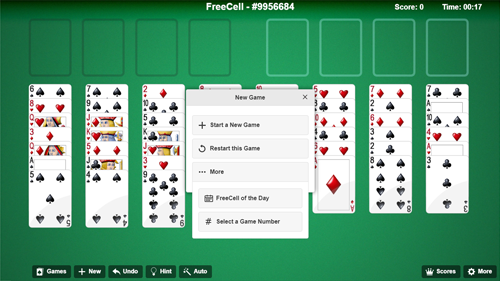 FreeCell - #9956684
Score: 0
Time: 00:17
New Game
Start a New Game
Restart this Game
More
FreeCell of the Day
# Select a Game Number
Games
New
Undo
Hint
Auto
Scores
More